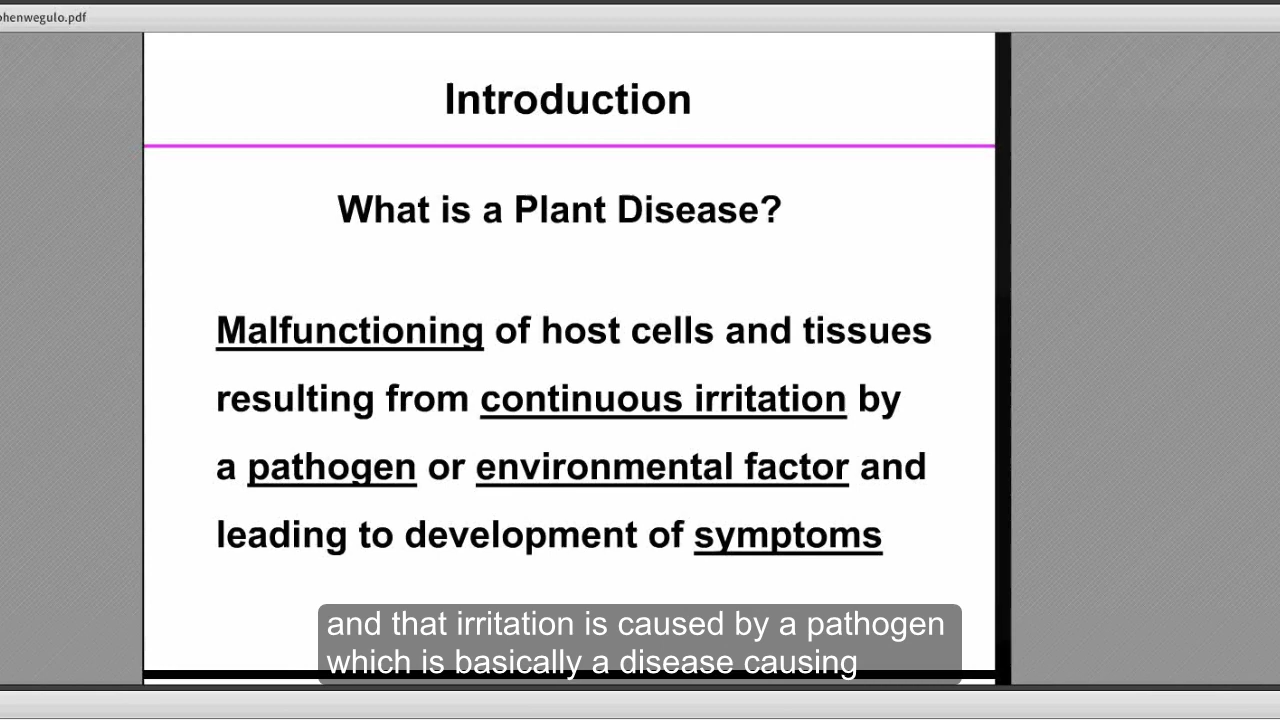 ohenwegulo.pdf
Introduction
What is a Plant Disease?
Malfunctioning of host cells and tissues
resulting from continuous irritation by
a pathogen or environmental factor and
leading to development of symptoms
and that irritation is caused by a pathogen
which is basically a disease causing